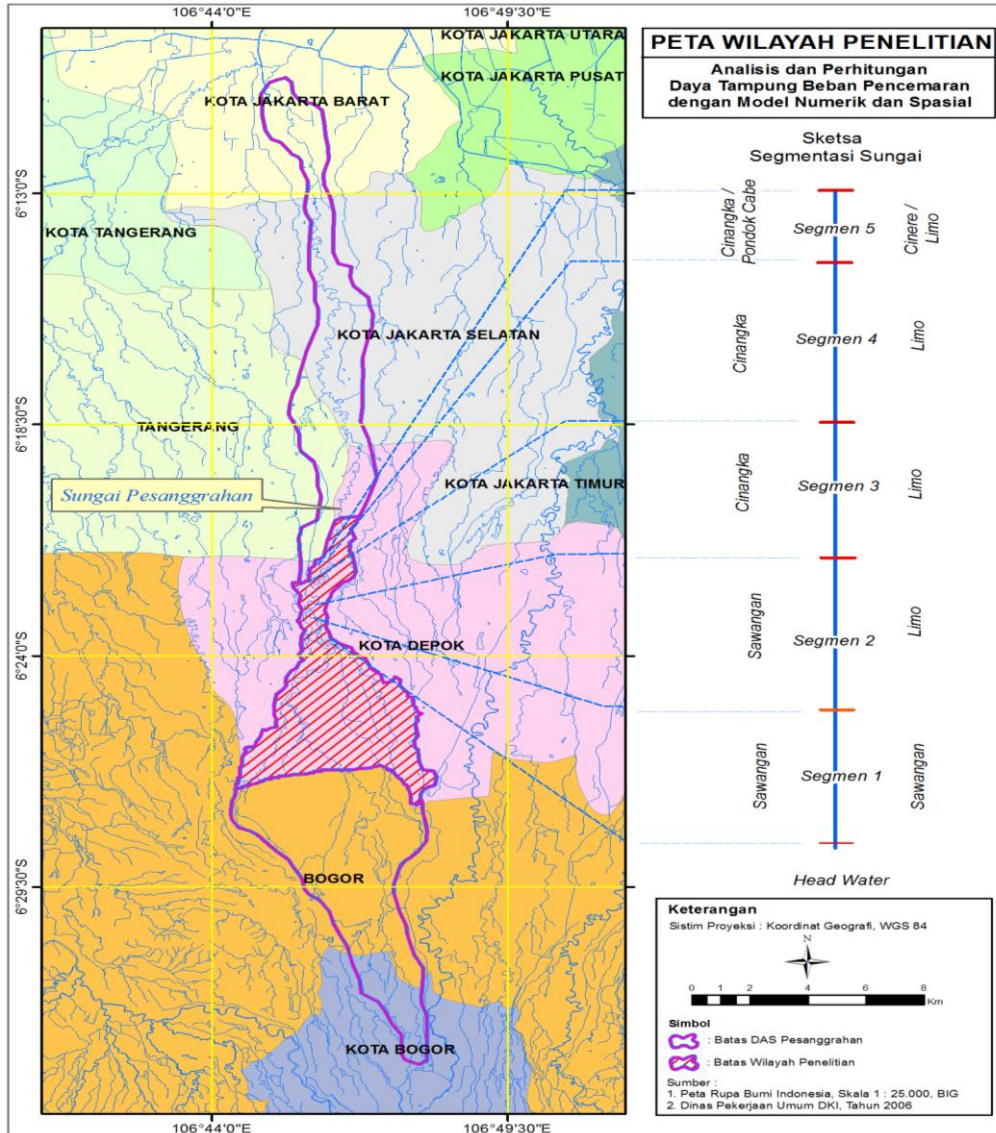 106°44'0"E
106°49'30"E
KOTA JAKARTA UTARA
KOTA JAKARTA PUSAT
KOTA JAKARTA BARAT
6°13'0"S
KOTA TANGERANG
KOTA JAKARTA SELATAN
6°18'30"S
TANGERANG
KOTA JAKARTA TIMUR
Sungai Pesanggrahan
KOTA DEPOK
6°24'0"S
BOGOR
6°29'30"S
KOTA BOGOR
106°44'0"E
106°49'30"E
PETA WILAYAH PENELITIAN
Analisis dan Perhitungan
Daya Tampung Beban Pencemaran
dengan Model Numerik dan Spasial
Sketsa
Segmentasi Sungai
Cinangka /
Pondok Cabe
Segmen 5
Cinere /
Limo
Cinangka
Segmen 4
Limo
Cinangka
Segmen 3
Limo
Sawangan
Segmen 2
Limo
Sawangan
Segmen 1
Sawangan
Head Water
Keterangan
Sistim Proyeksi : Koordinat Geografi, WGS 84
N
0 1 2 4 6 8
Km
Simbol
: Batas DAS Pesanggrahan
: Batas Wilayah Penelitian
Sumber :
1. Peta Rupa Bumi Indonesia, Skala 1 : 25.000, BIG
2. Dinas Pekerjaan Umum DKI, Tahun 2006